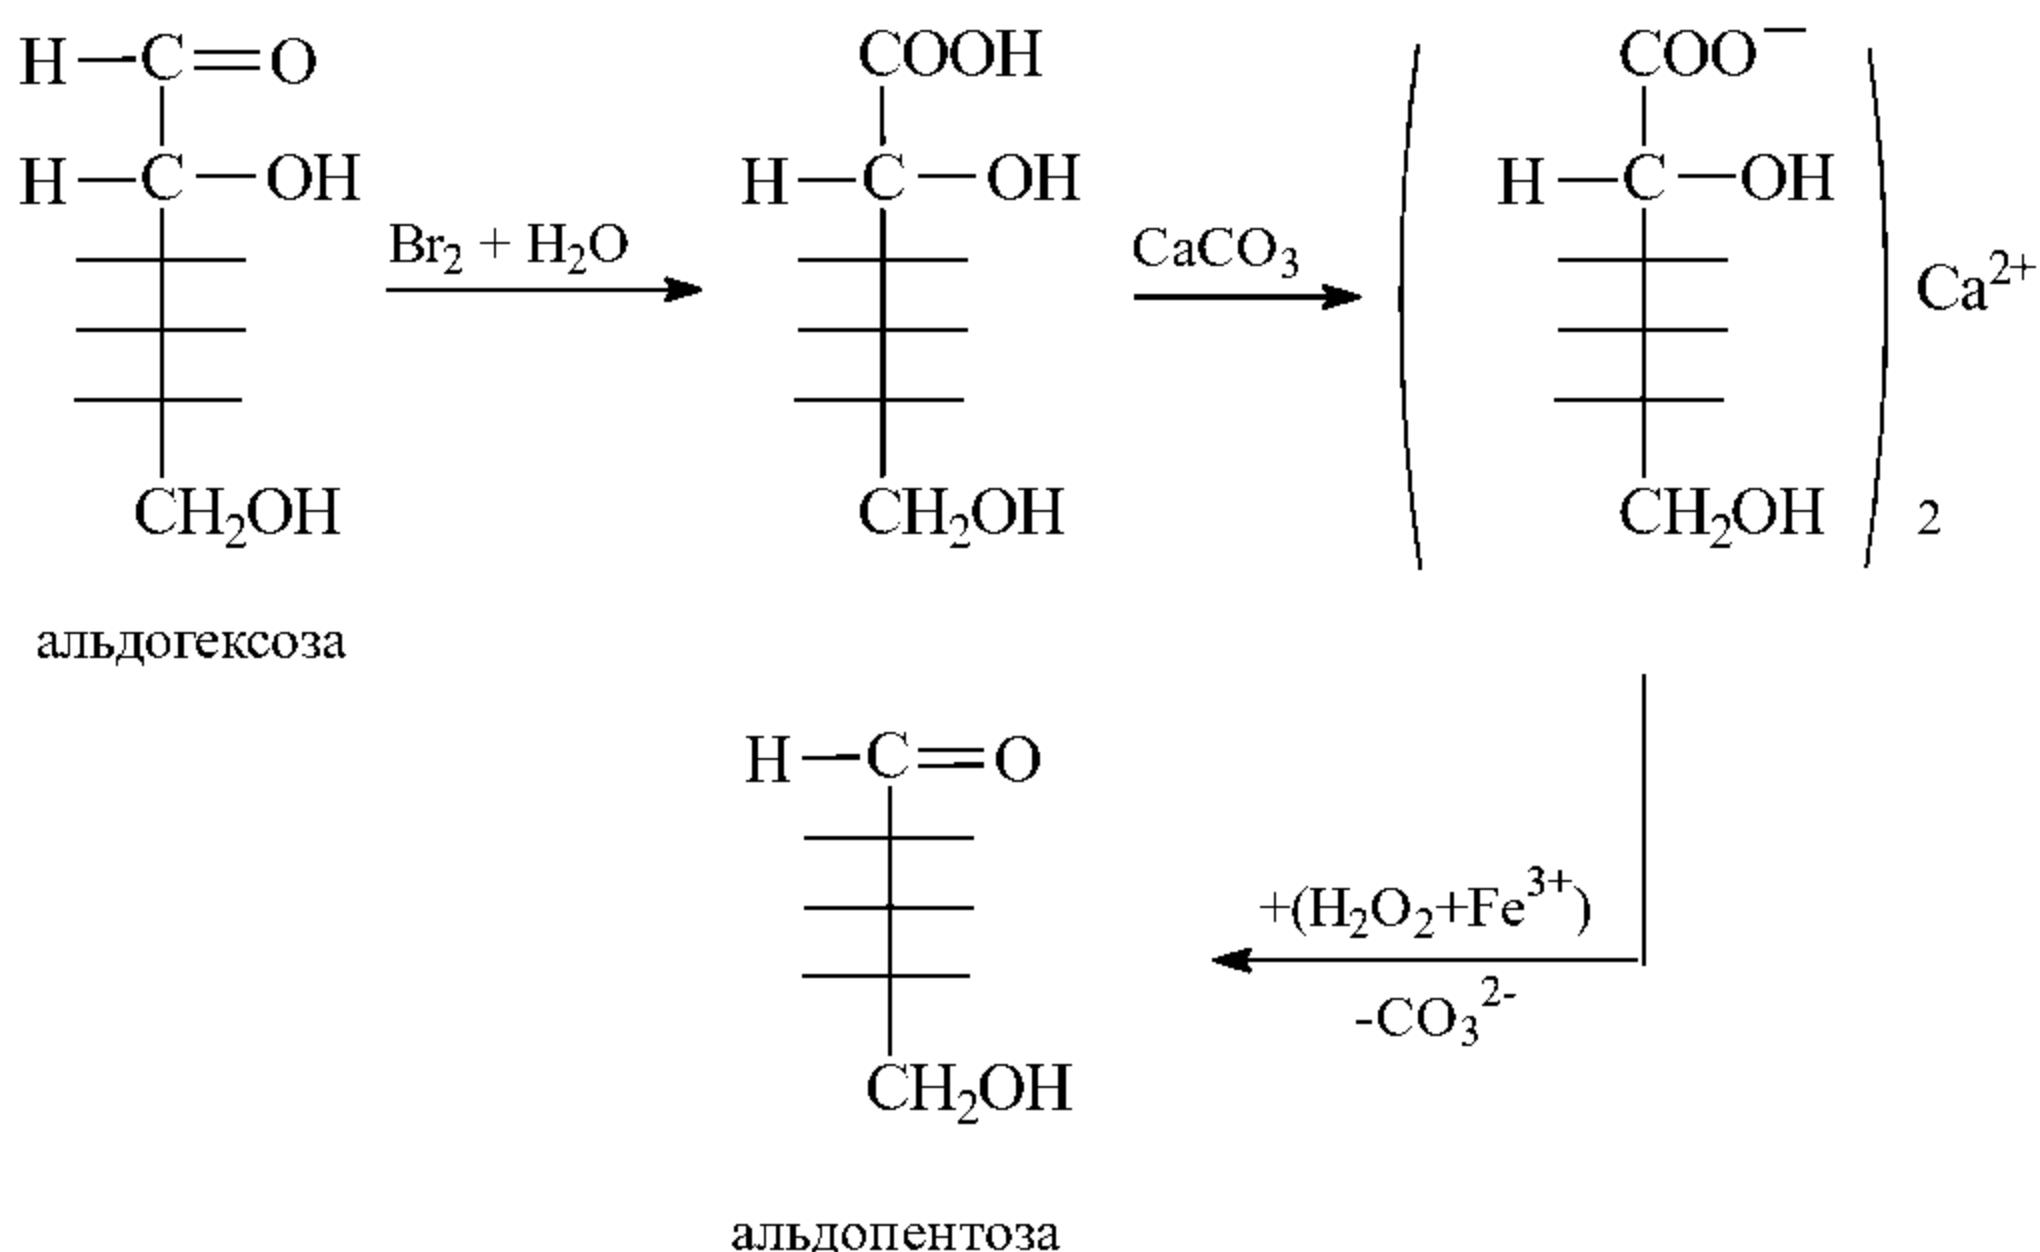 H—C=O
H—C—OH
CH₂OH
альдогексоза
Br₂ + H₂O
COOH
H—C—OH
CH₂OH
CaCO₃
COO⁻
H—C—OH
CH₂OH
2
Ca²⁺
+(H₂O₂+Fe³⁺)
-CO₃²⁻
H—C=O
CH₂OH
альдопентоза